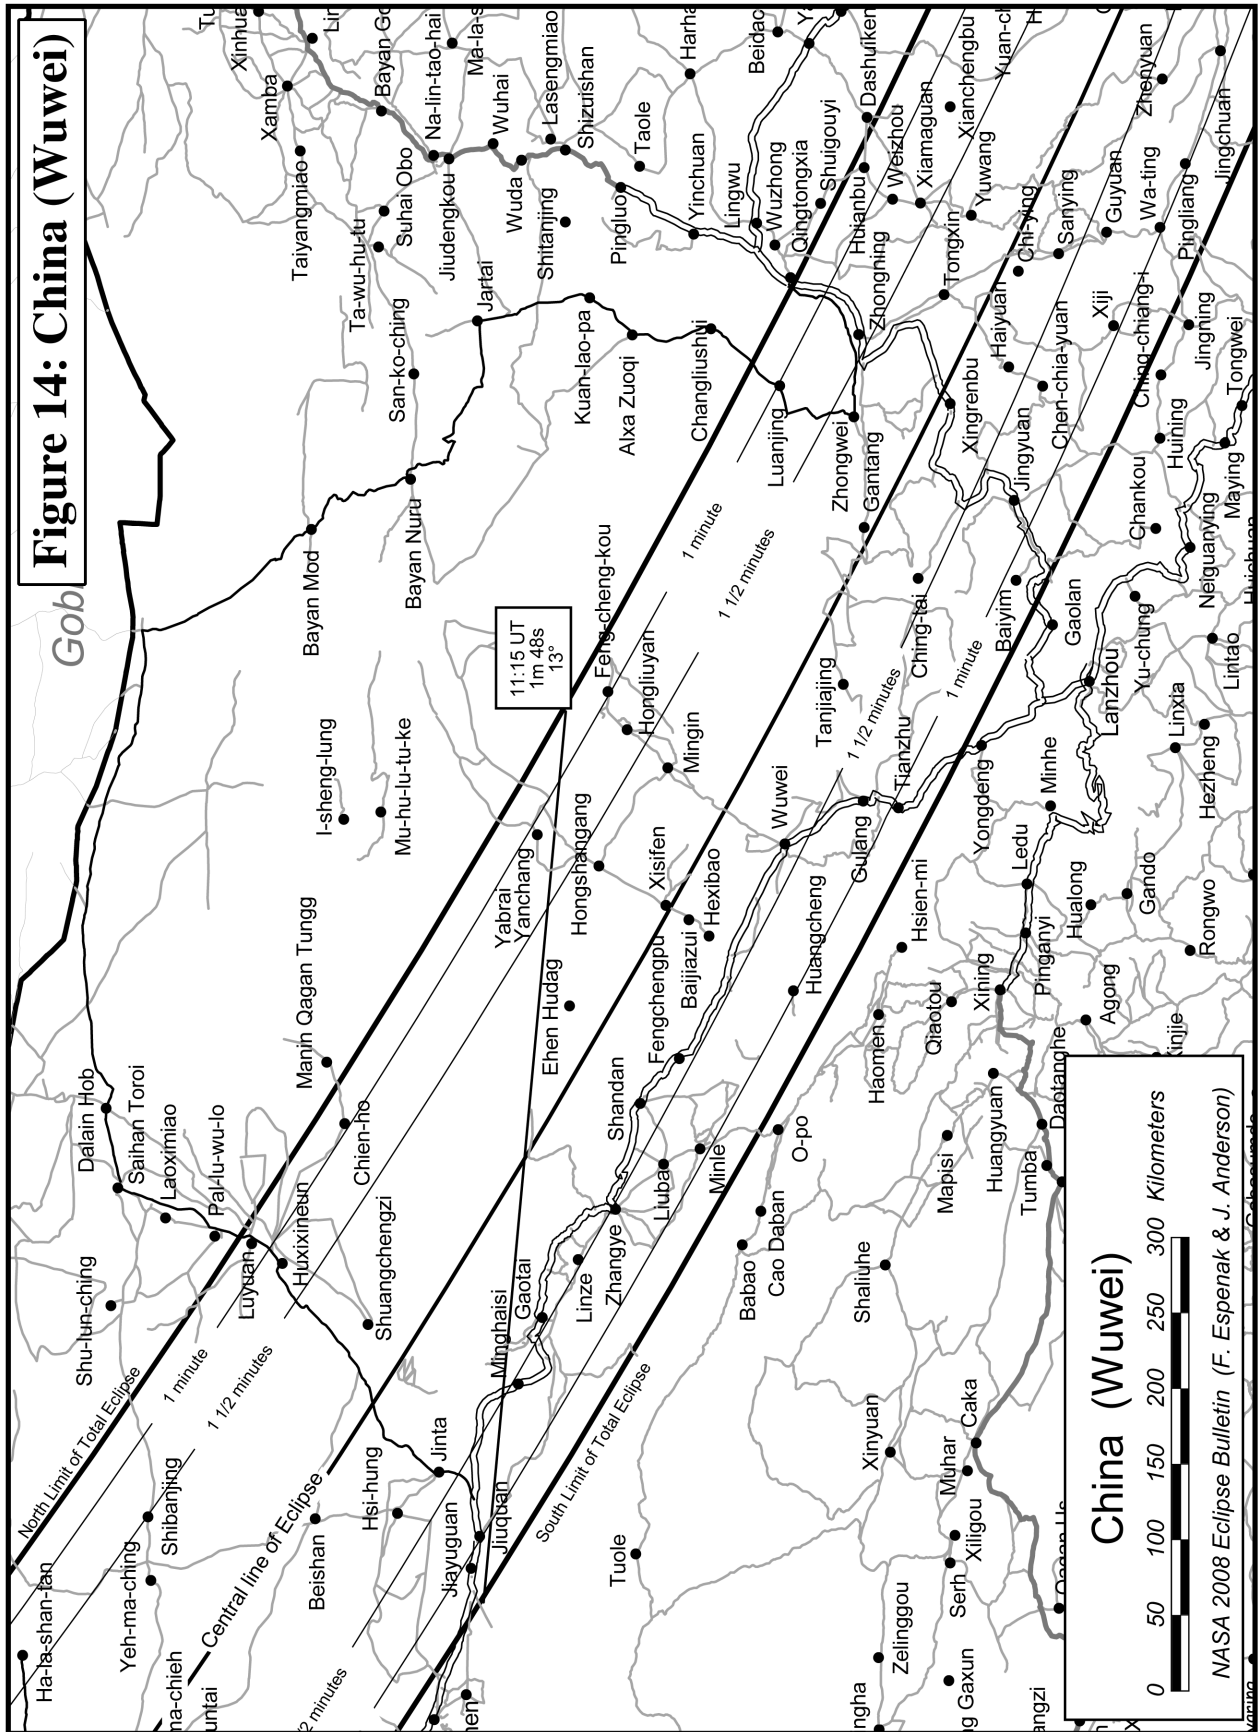 Figure 14: China (Wuwei)
Gobi
Xinhua
Xamba
Taiyangmiao
Ta-wu-hu-tu
Suhai Obo
Na-lin-tao-hai
Jiudengkou
Wuhai
Wuda
Lasengmiao
Shizuishan
Shitanjing
Taole
Pingluo
Yinchuan
Lingwu
Wuzhong
Qingtongxia
Shuigouyi
Dashuiken
Huianbu
Weizhou
Xiamaguan
Xianchengbu
Yuwang
Zhongning
Tongxin
Chi-ying
Sanying
Guyuan
Wa-ting
Zhenyuan
Jingchuan
Pingliang
Beidac
San-ko-ching
Jartai
Kuan-lao-pa
Alxa Zuoqi
Changliushui
Luanjing
Zhongwei
Gantang
Xingrenbu
Haiyuan
Chen-chia-yuan
Xiji
Ching-chiang-i
Jingning
Tongwei
Jingyuan
Huining
Chankou
Maying
Neiguanying
Bayan Mod
Bayan Nuru
Feng-cheng-kou
Hongliuyan
Mingin
1 minute
1 1/2 minutes
11:15 UT
1m 48s
13°
Tanjiajing
Ching-tai
Baiyim
Gaolan
Yu-chung
Lintao
Lanzhou
Linxia
Hezheng
Minhe
1 1/2 minutes
1 minute
Tianzhu
Yongdeng
I-sheng-lung
Mu-hu-lu-tu-ke
Yabrai
Yanchang
Hongshangang
Xisifen
Hexibao
Baijiazui
Wuwei
Gulang
Huangcheng
Hsien-mi
Ledu
Hualong
Gando
Rongwo
Pinganyi
Xining
Qiaotou
Haomen
Agong
Manin Qagan Tungg
Ehen Hudag
Fengchengpu
Shandan
Dalain Hob
Saihan Toroi
Laoximiao
Pal-lu-wu-lo
Chien-ho
Huxixineun
Luyuan
Shuangchengzi
Shu-lun-ching
Minle
Liuba
O-po
Zhangye
Linze
Gaotai
Minghaisi
Babao
Cao Daban
Shaliuhe
Mapisi
Huangyuan
Tumba
Daotanghe
North Limit of Total Eclipse
1 minute
1 1/2 minutes
Central line of Eclipse
South Limit of Total Eclipse
Jinta
Hsi-hung
Jiuquan
Jiayuguan
Beishan
Shibanjing
Yeh-ma-ching
Ha-la-shan-tan
Tuole
Xinyuan
Caka
Muhar
Xiligou
Serh
Zelinggou
China (Wuwei)
0 50 100 150 200 250 300 Kilometers
NASA 2008 Eclipse Bulletin (F. Espenak & J. Anderson)